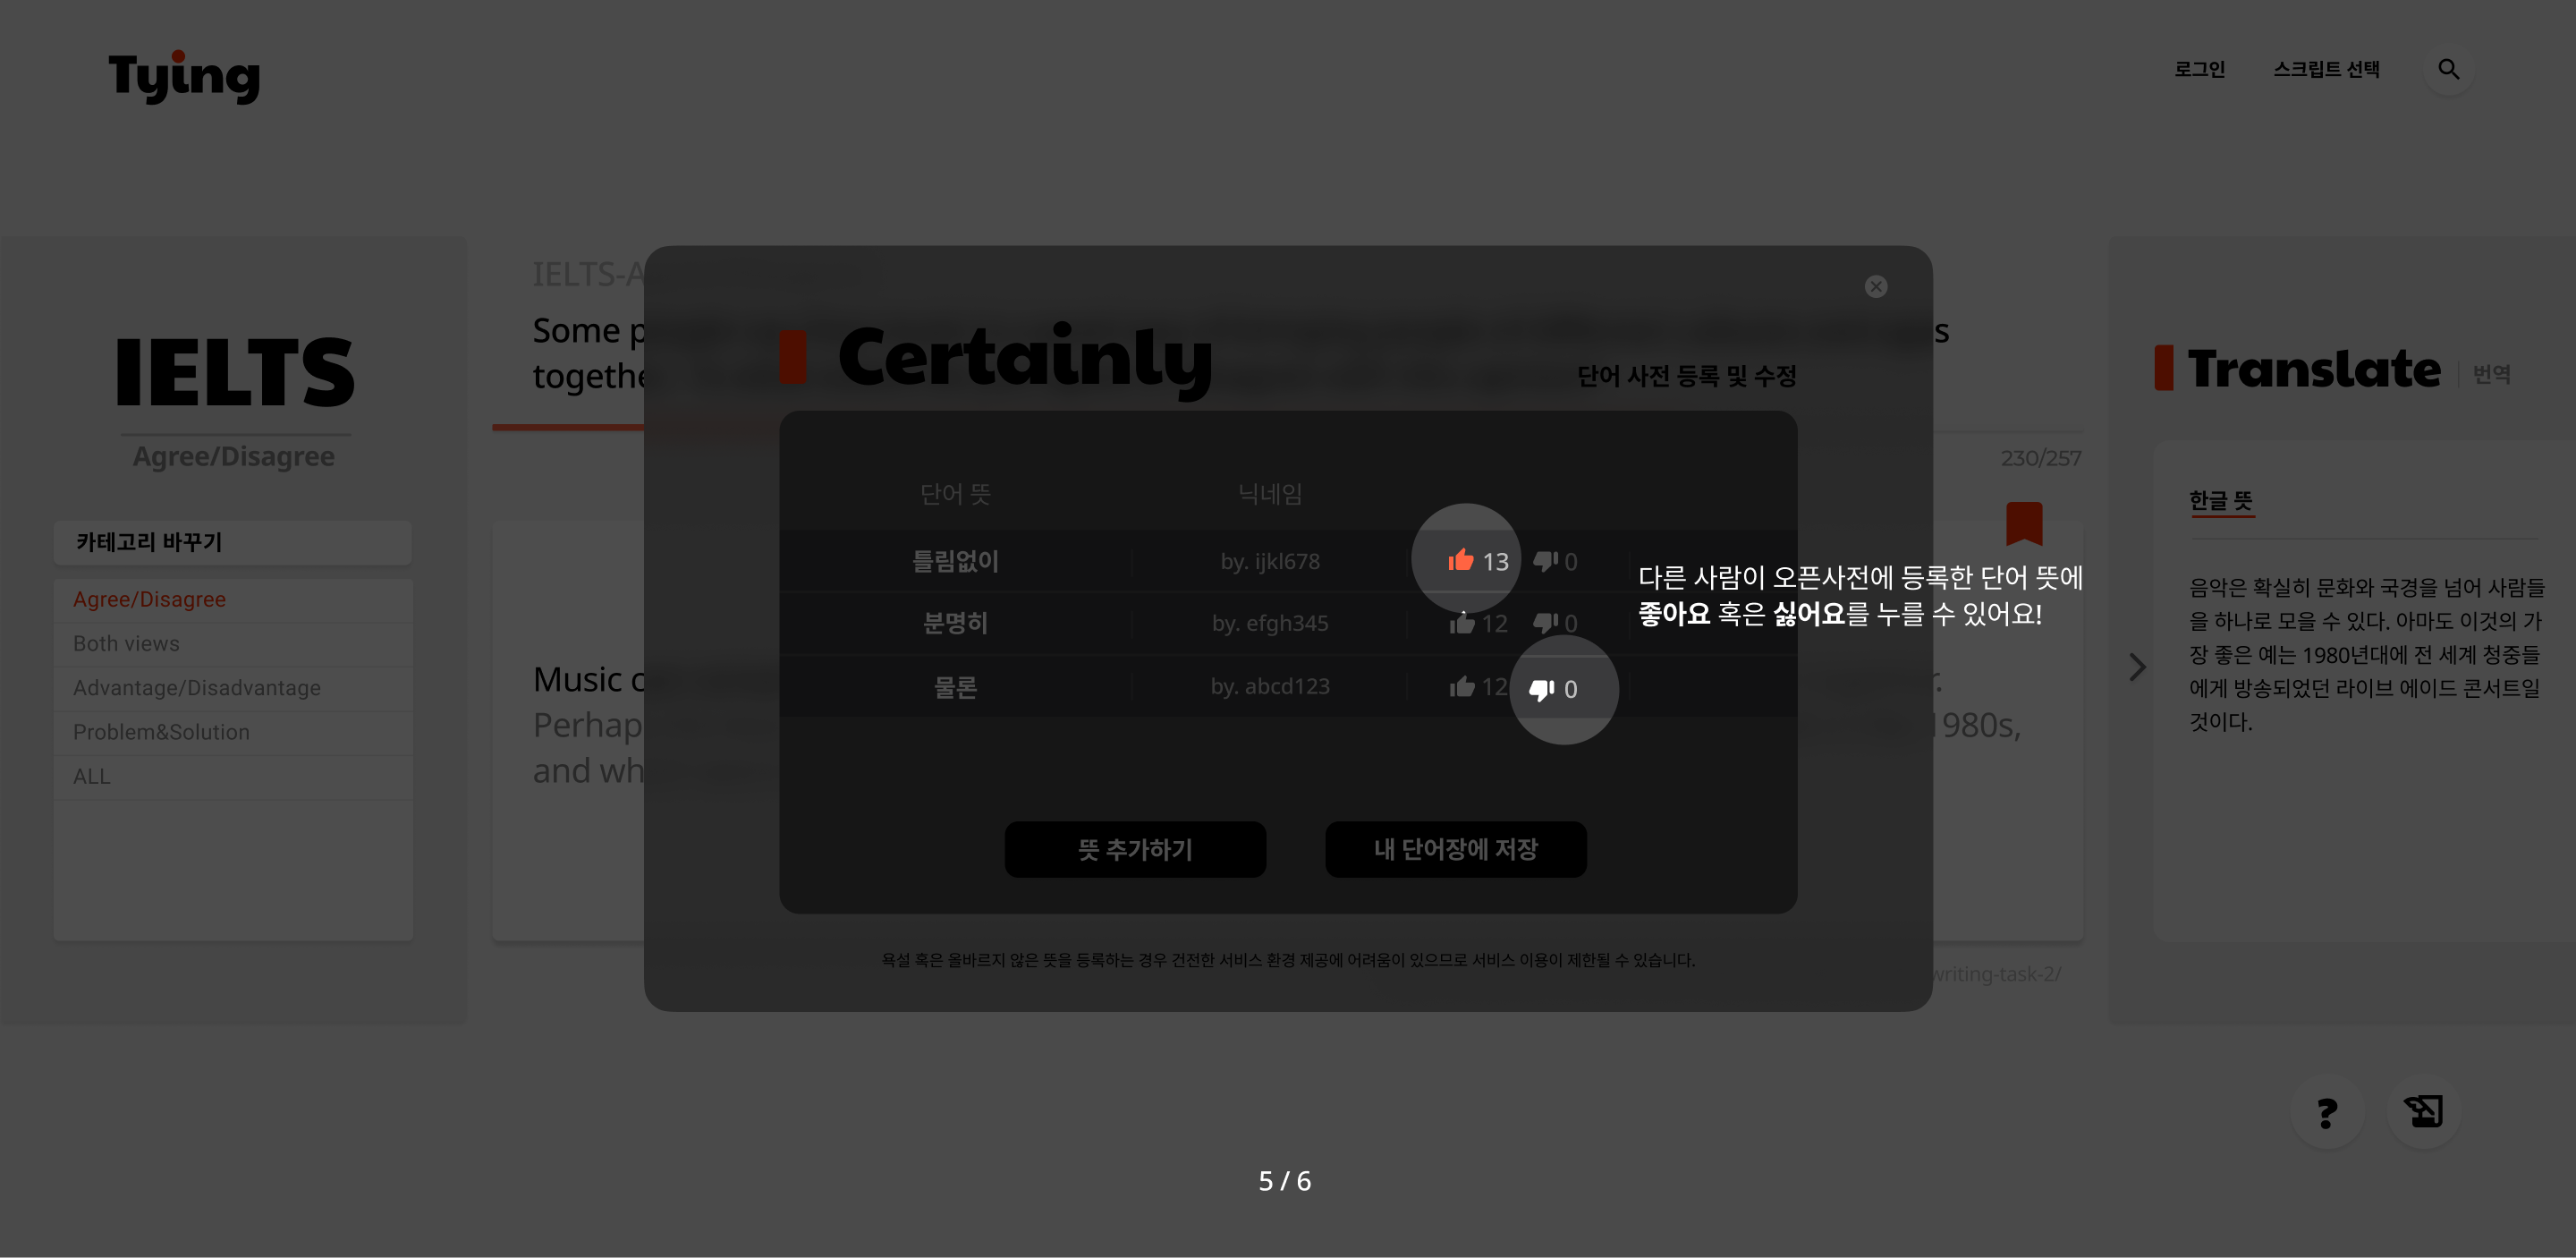 Tying
로그인
스크립트 선택
IELTS
Agree/Disagree
카테고리 바꾸기
Agree/Disagree
Both views
Advantage/Disadvantage
Problem&Solution
ALL
IELTS-A
Some
togethe
230/257
Music
Perhap
1980s,
and wh
writing-task-2/
Certainly
단어 사전 등록 및 수정
단어 뜻 닉네임
틀림없이 by. ijkl678 13 0
분명히 by. efgh345 12 0
물론 by. abcd123 12 0
다른 사람이 오픈사전에 등록한 단어 뜻에
좋아요 혹은 싫어요를 누를 수 있어요!
뜻 추가하기
내 단어장에 저장
욕설 혹은 올바르지 않은 뜻을 등록하는 경우 건전한 서비스 환경 제공에 어려움이 있으므로 서비스 이용이 제한될 수 있습니다.
Translate 번역
한글 뜻
음악은 확실히 문화와 국경을 넘어 사람들
을 하나로 모을 수 있다. 아마도 이것의 가
장 좋은 예는 1980년대에 전 세계 청중들
에게 방송되었던 라이브 에이드 콘서트일
것이다.
?
5 / 6